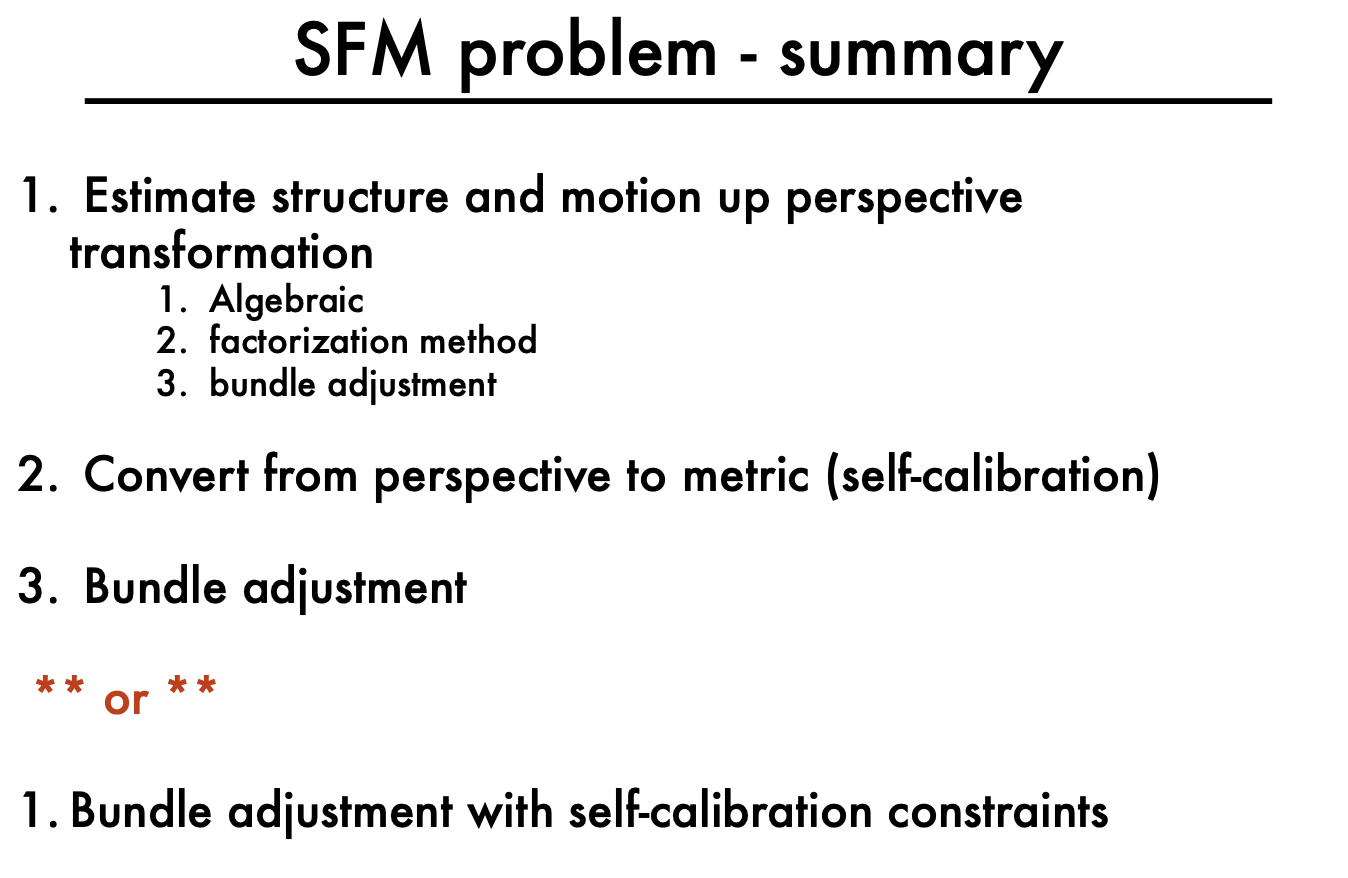 SFM problem - summary
1. Estimate structure and motion up perspective
transformation
1. Algebraic
2. factorization method
3. bundle adjustment
2. Convert from perspective to metric (self-calibration)
3. Bundle adjustment
** or **
1. Bundle adjustment with self-calibration constraints